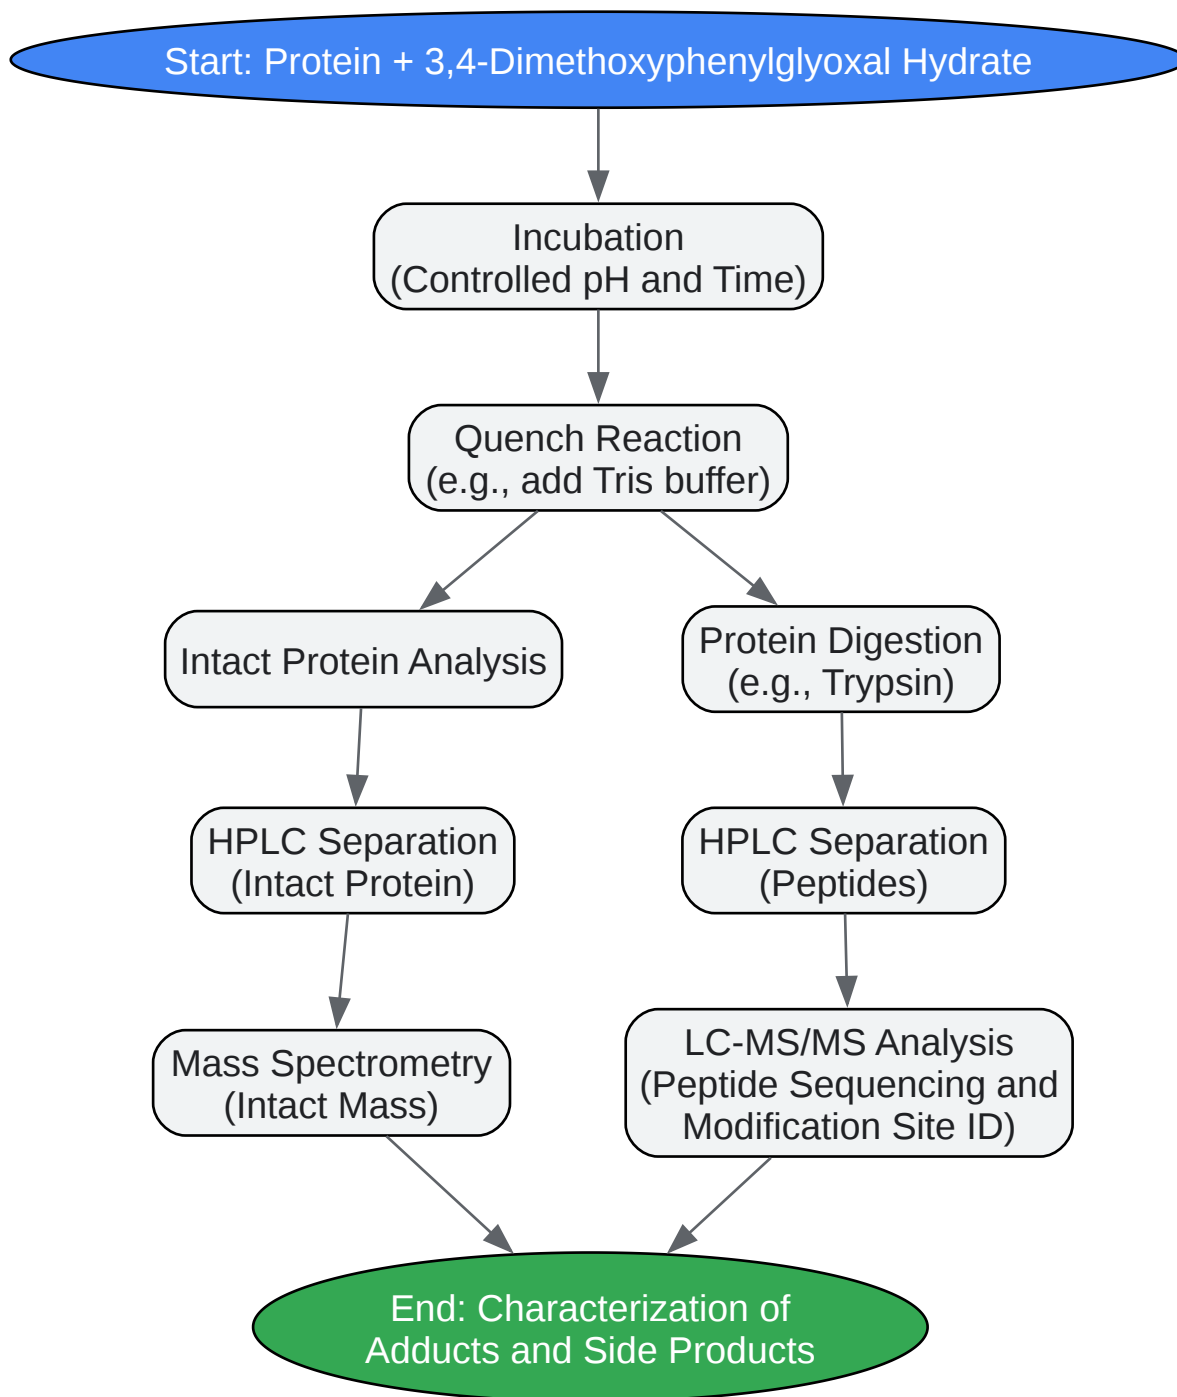 Start: Protein + 3,4-Dimethoxyphenylglyoxal Hydrate
Incubation
(Controlled pH and Time)
Quench Reaction
(e.g., add Tris buffer)
Intact Protein Analysis
Protein Digestion
(e.g., Trypsin)
HPLC Separation
(Intact Protein)
HPLC Separation
(Peptides)
Mass Spectrometry
(Intact Mass)
LC-MS/MS Analysis
(Peptide Sequencing and
Modification Site ID)
End: Characterization of
Adducts and Side Products